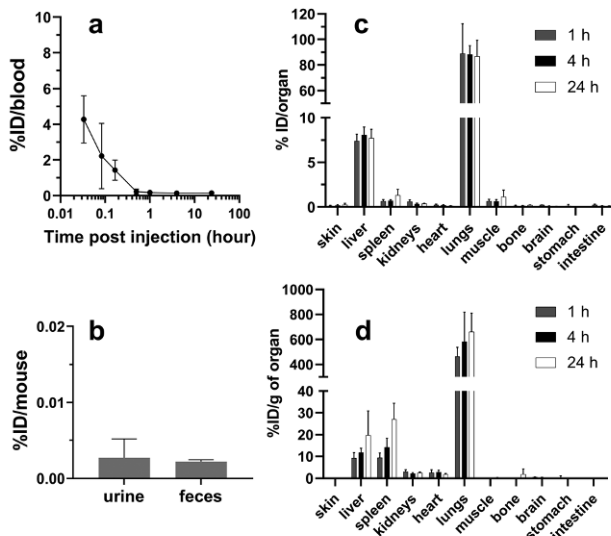 a
%ID/blood
10
8
6
4
2
0
0.01 0.1 1 10 100
Time post injection (hour)
c
% ID/organ
120
100
80
60
40
20
10
5
0
1 h
4 h
24 h
skin
liver
spleen
kidneys
heart
lungs
muscle
bone
brain
stomach
intestine
b
%ID/mouse
0.02
0.01
0.00
urine feces
d
%ID/g of organ
1000
800
600
400
40
30
20
10
0
1 h
4 h
24 h
skin
liver
spleen
kidneys
heart
lungs
muscle
bone
brain
stomach
intestine